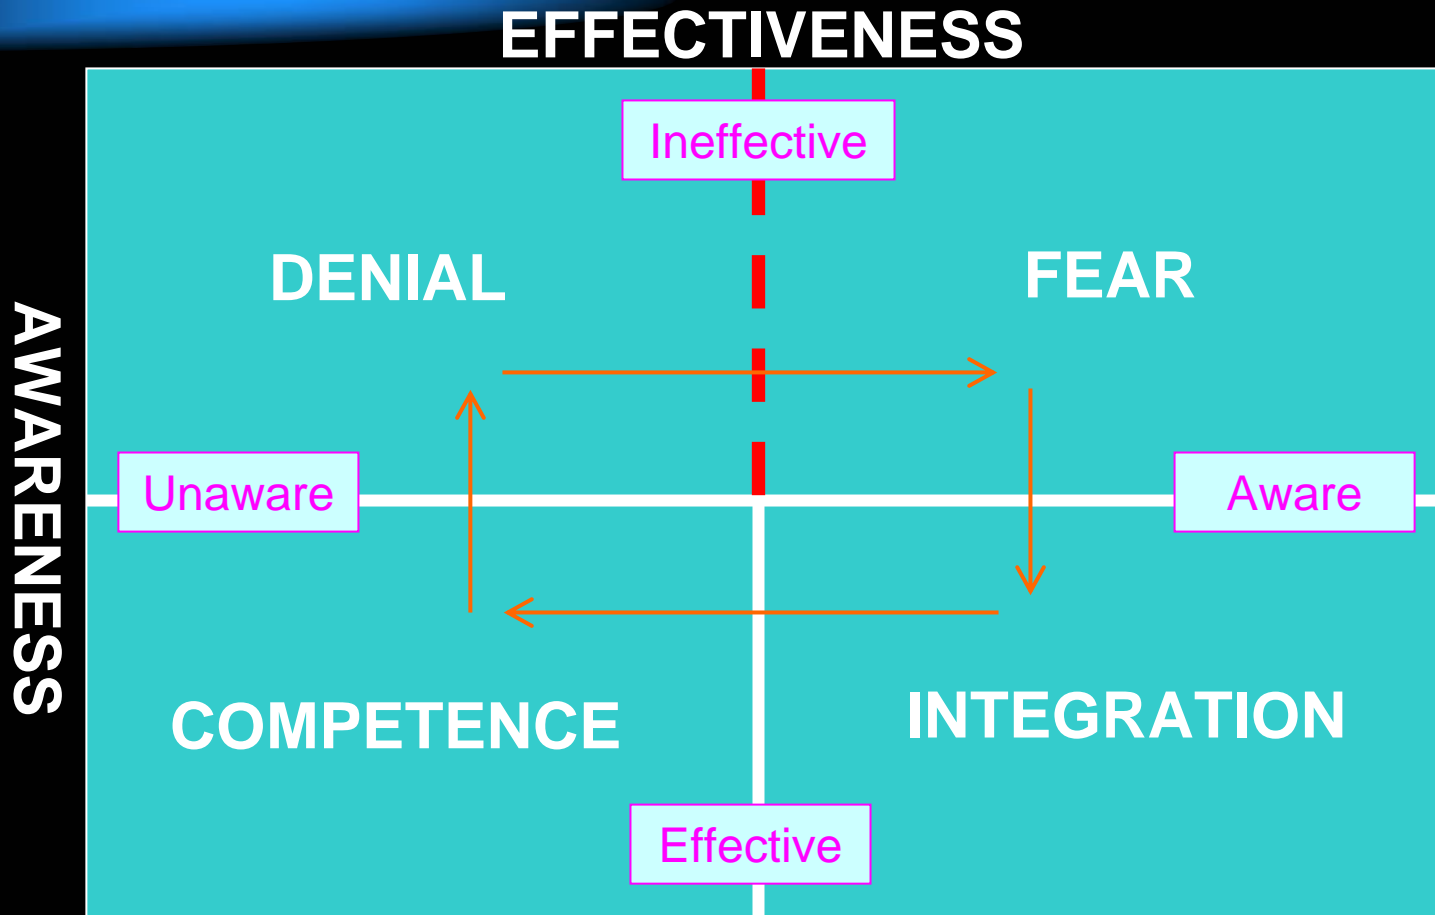 EFFECTIVENESS
Ineffective
DENIAL
FEAR
AWARENESS
Unaware
Aware
COMPETENCE
INTEGRATION
Effective